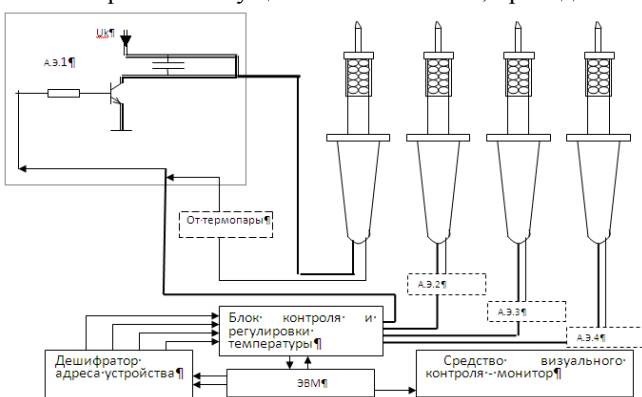 Uk¶
А.Э.1¶
От·термопары¶
А.Э.2¶
А.Э.3¶
А.Э.4¶
Блок· контроля· и·
регулировки·
температуры¶
Дешифратор·
адреса·устройства¶
ЭВМ¶
Средство· визуального·
контроля·-·монитор¶